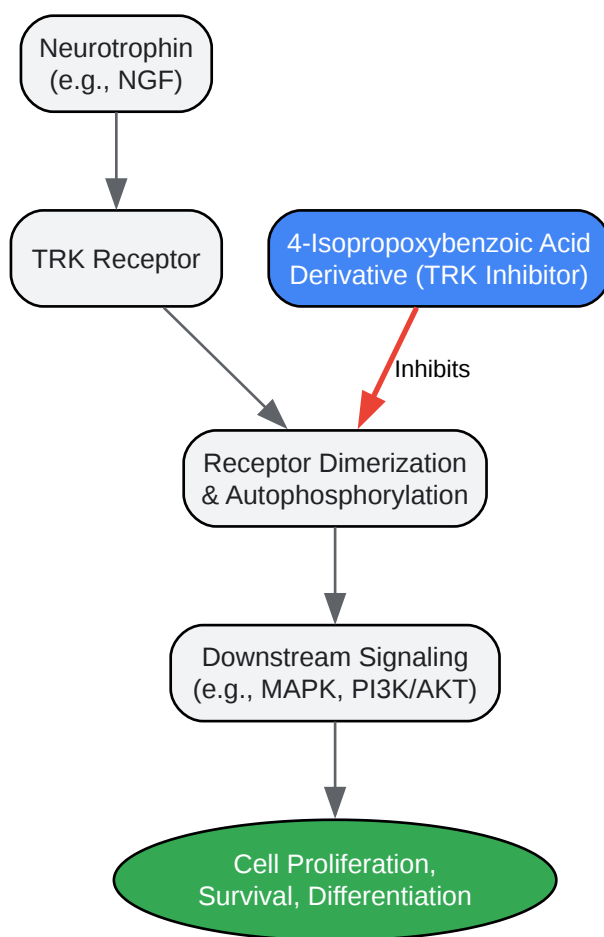 Neurotrophin
(e.g., NGF)
TRK Receptor
4-Isopropoxybenzoic Acid
Derivative (TRK Inhibitor)
Inhibits
Receptor Dimerization
& Autophosphorylation
Downstream Signaling
(e.g., MAPK, PI3K/AKT)
Cell Proliferation,
Survival, Differentiation